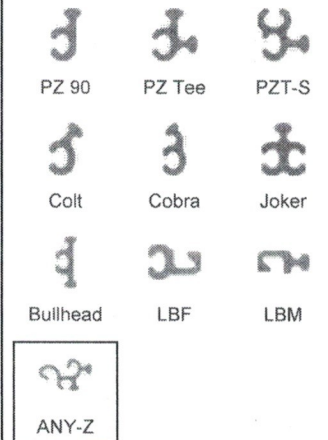 PZ 90 PZ Tee PZT-S
Colt Cobra Joker
Bullhead LBF LBM
ANY-Z